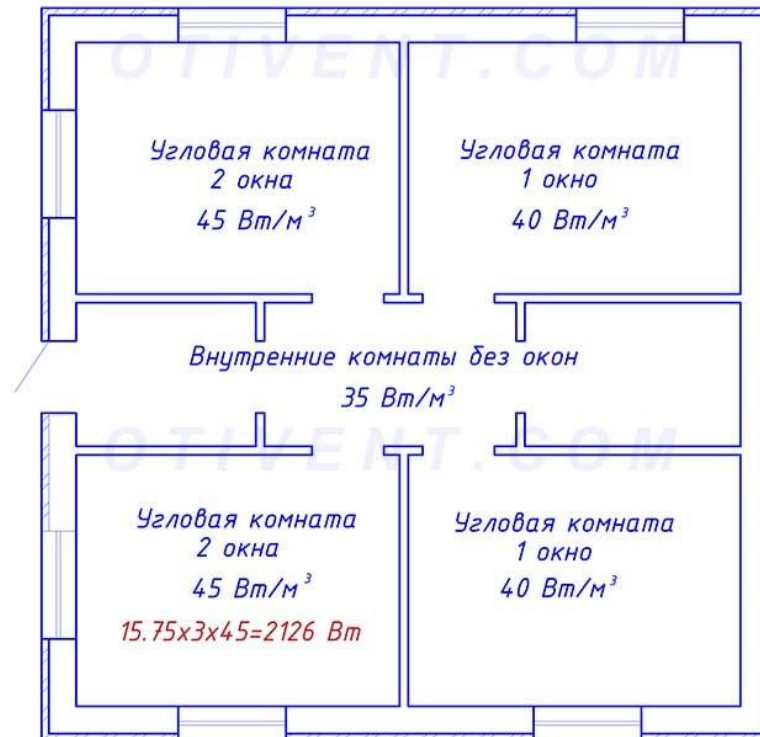 OTIVENT.COM
Угловая комната
2 окна
45 Вт/м³
Угловая комната
1 окно
40 Вт/м³
Внутренние комнаты без окон
35 Вт/м³
OTIVENT.COM
Угловая комната
2 окна
45 Вт/м³
15.75x3x45=2126 Вт
Угловая комната
1 окно
40 Вт/м³